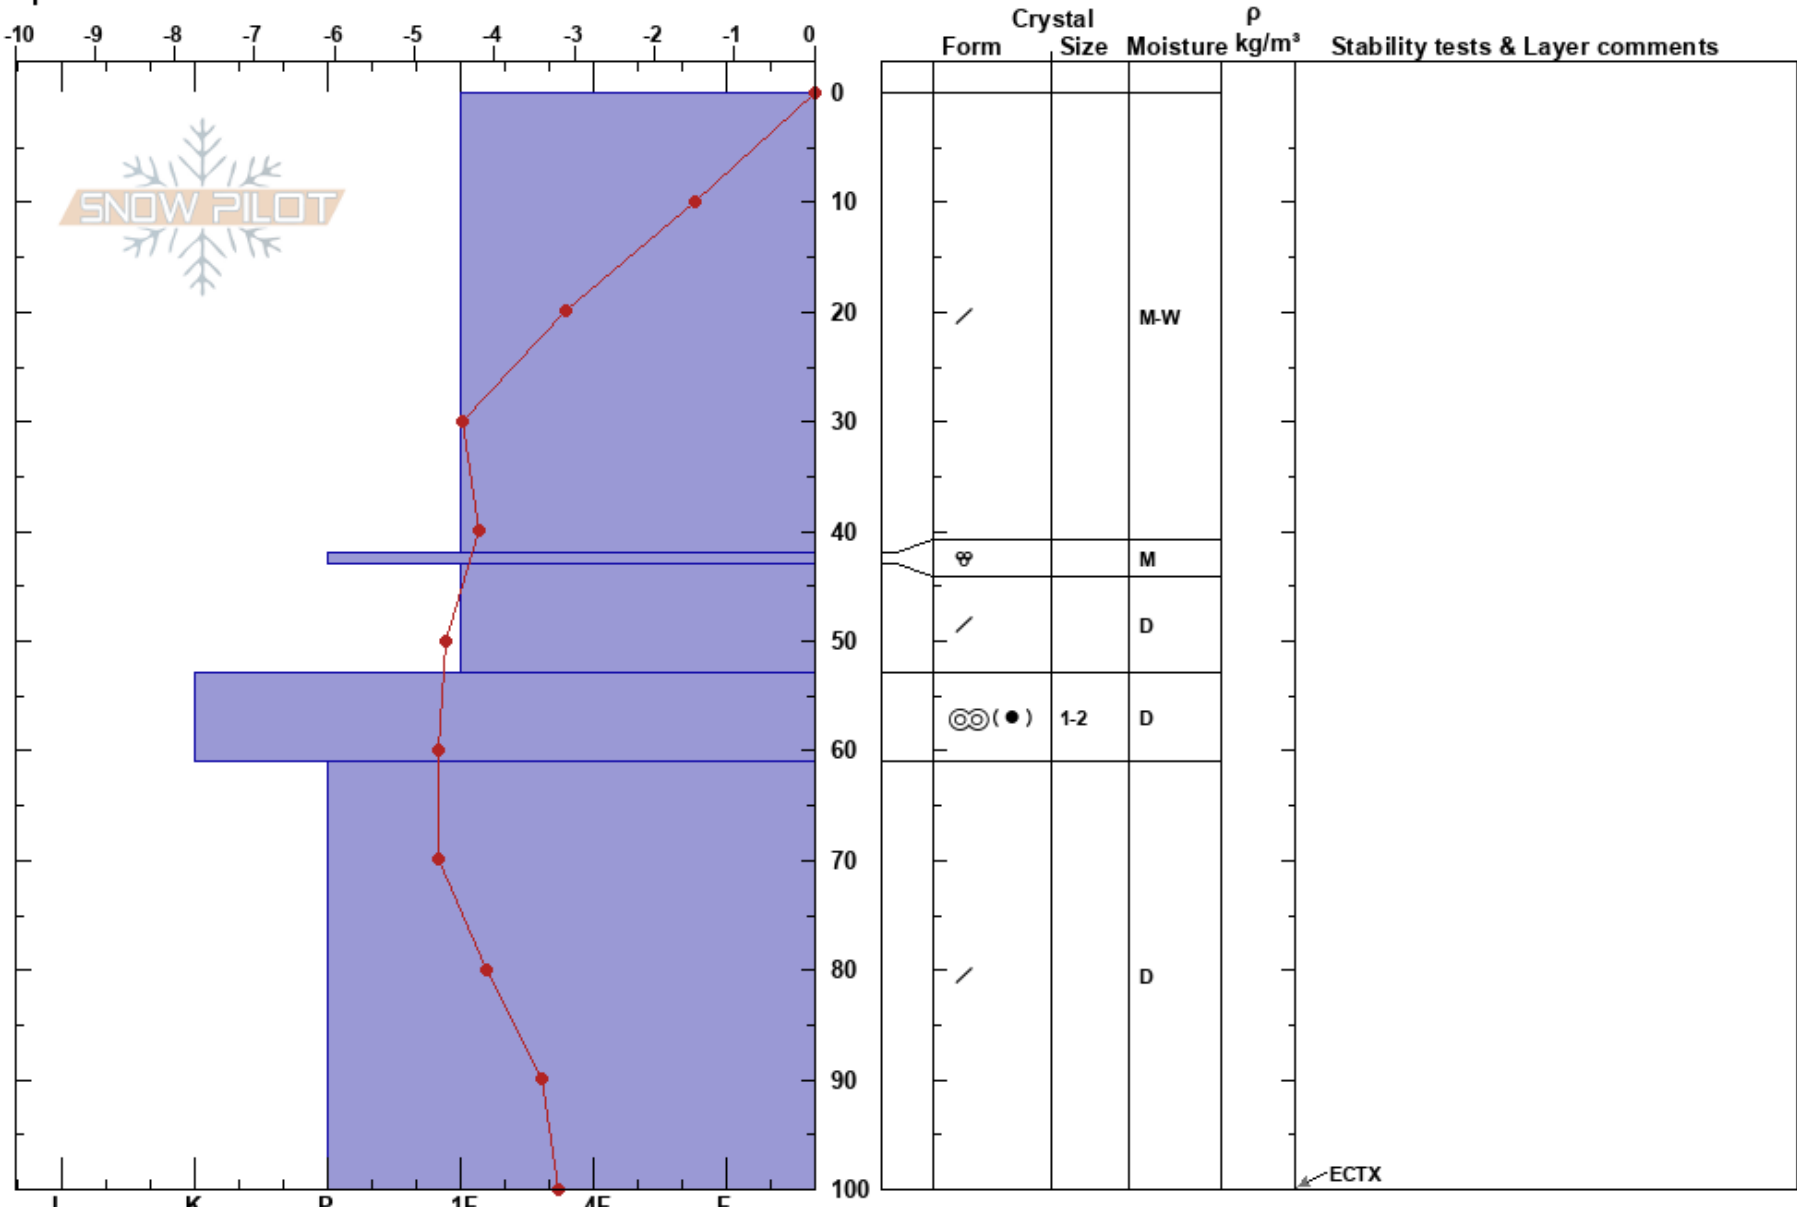 Crystal ρ
-10 -9 -8 -7 -6 -5 -4 -3 -2 -1 0
Form Size Moisture kg/m³ Stability tests & Layer comments
0
SNOW PILOT
10
20 M-W
30
40
M
50 D
( ) 1-2 D
60
70
80 D
90
ECTX
100
K P 1F 4F F